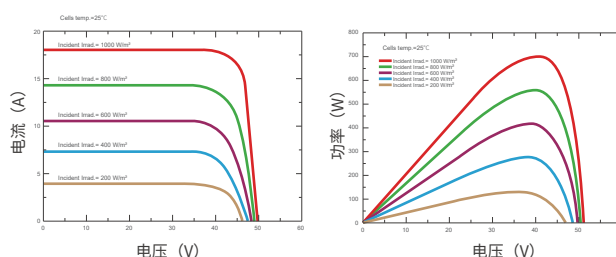 Cells temp.=25℃
20
15
10
5
0
电流（A）
Incident Irrad.= 1000 W/m²
Incident Irrad.= 800 W/m²
Incident Irrad.= 600 W/m²
Incident Irrad.= 400 W/m²
Incident Irrad.= 200 W/m²
0 10 20 30 40 50 60
电压（V）
800
700
600
500
400
300
200
100
0
功率（W）
Cells temp.=25℃
Incident Irrad.= 1000 W/m²
Incident Irrad.= 800 W/m²
Incident Irrad.= 600 W/m²
Incident Irrad.= 400 W/m²
Incident Irrad.= 200 W/m²
0 10 20 30 40 50
电压（V）